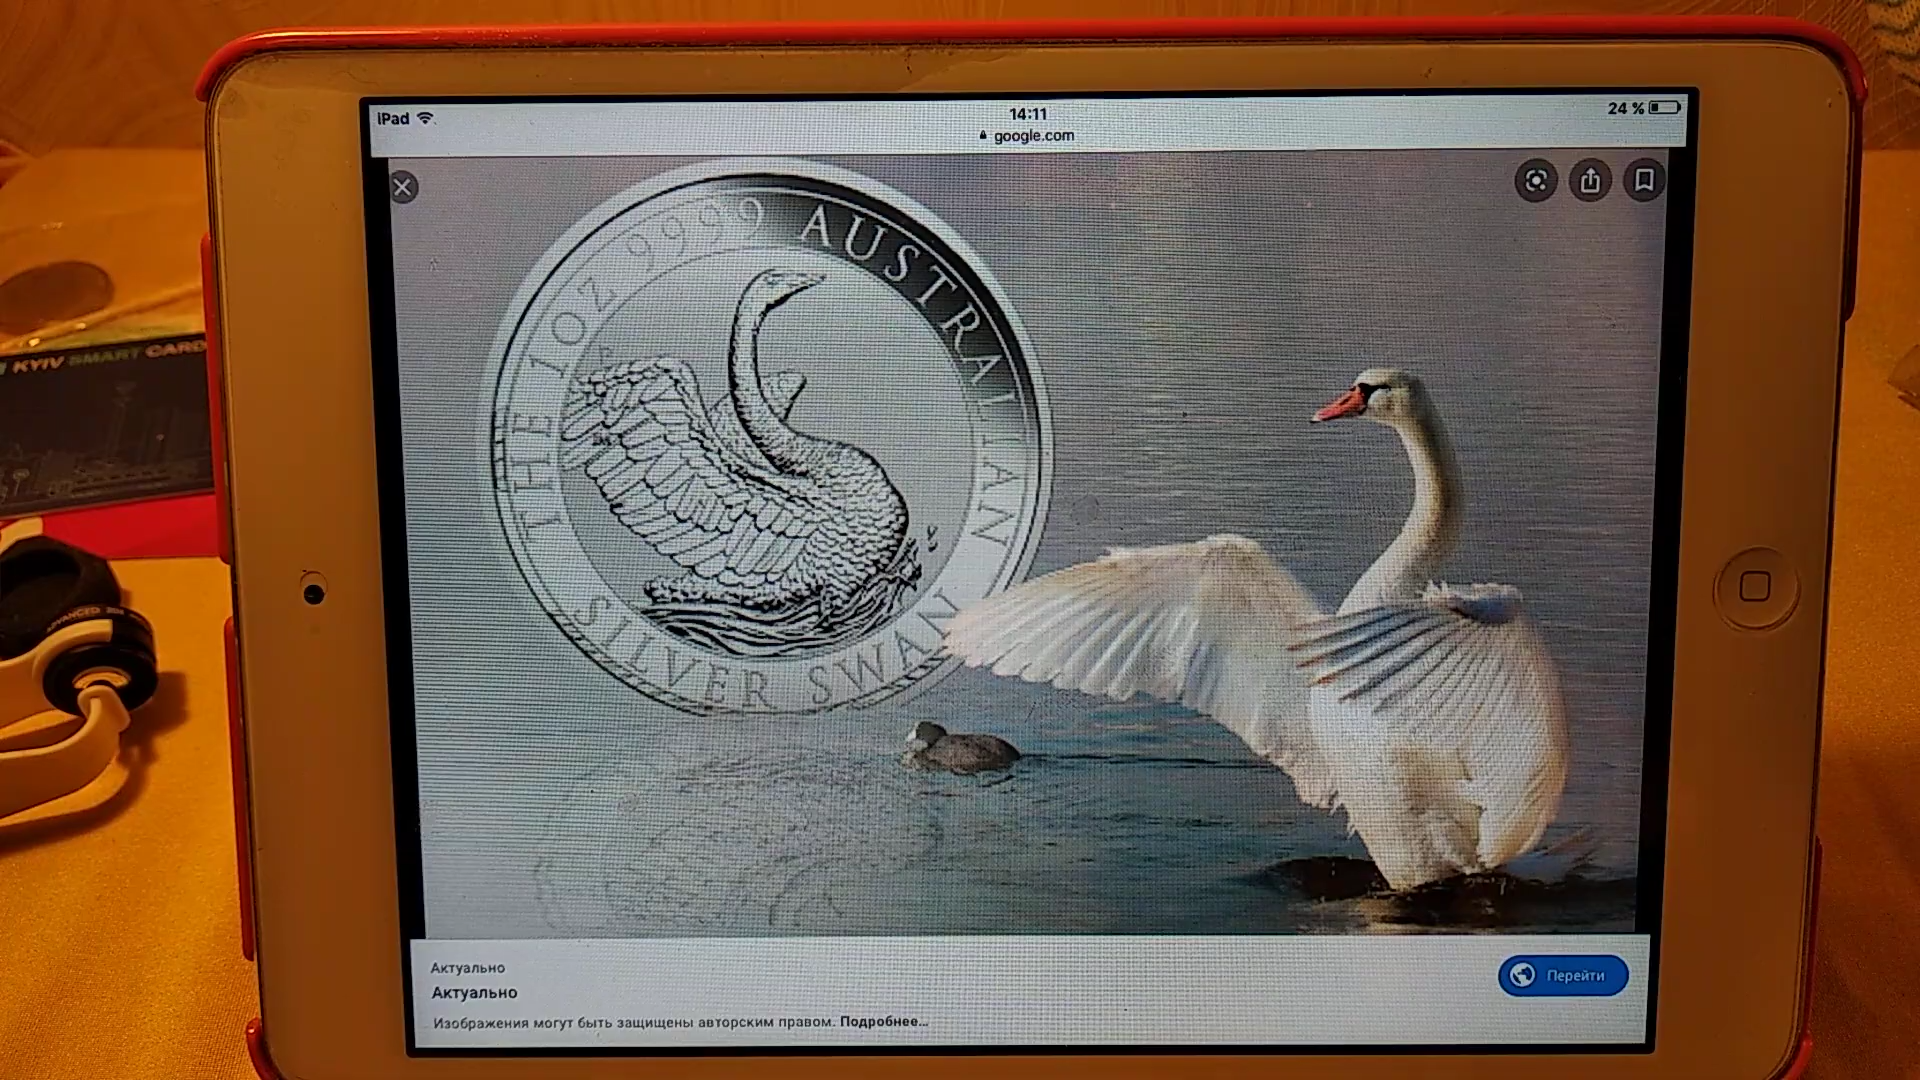 iPad
14:11
24 %
google.com
THE 1OZ 9999 AUSTRALIAN
SILVER SWAN
KYIV SMART CARD
ADVANCED
Актуально
Актуально
Перейти
Изображения могут быть защищены авторским правом. Подробнее...